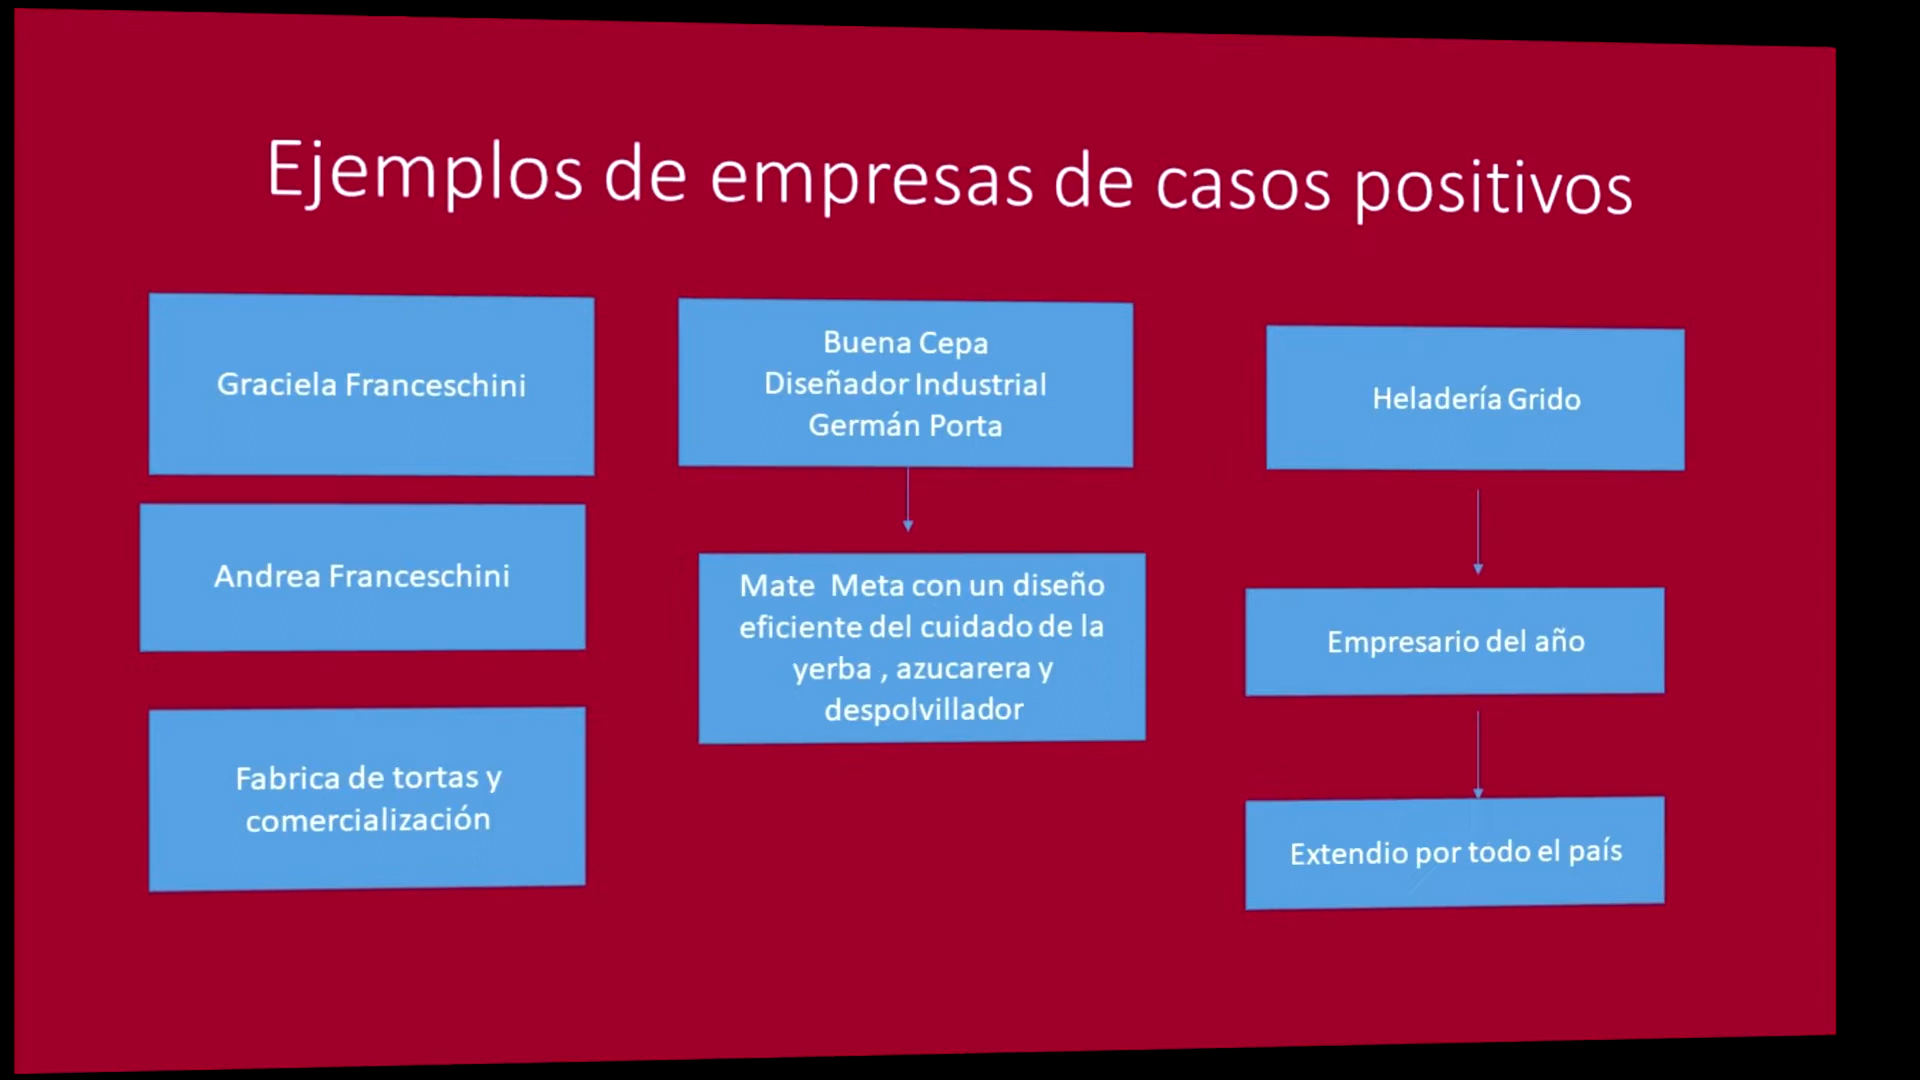 Ejemplos de empresas de casos positivos
Graciela Franceschini
Andrea Franceschini
Fabrica de tortas y
comercialización
Buena Cepa
Diseñador Industrial
Germán Porta
Mate Meta con un diseño
eficiente del cuidado de la
yerba , azucarera y
despolvillador
Heladería Grido
Empresario del año
Extendio por todo el país